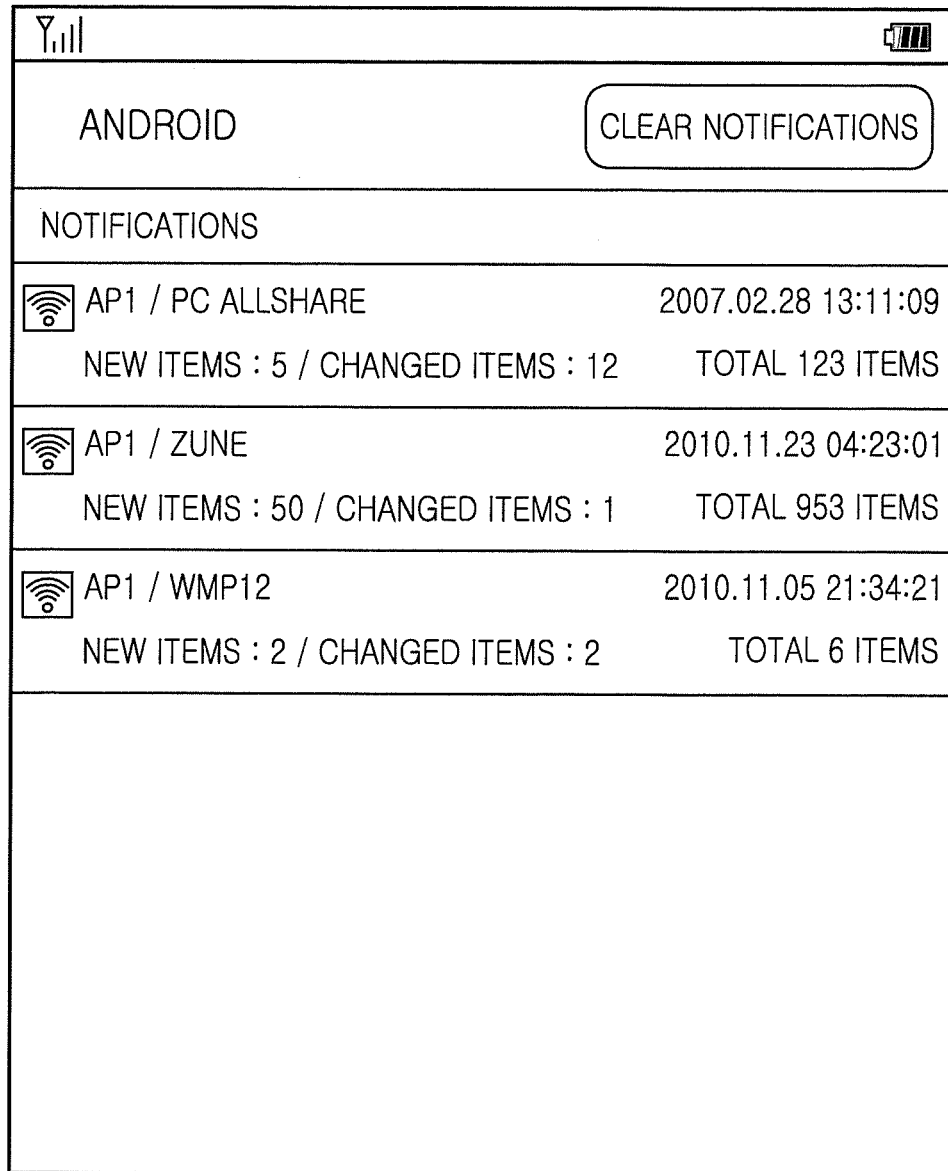 ANDROID CLEAR NOTIFICATIONS
NOTIFICATIONS
AP1 / PC ALLSHARE 2007.02.28 13:11:09
NEW ITEMS : 5 / CHANGED ITEMS : 12 TOTAL 123 ITEMS
AP1 / ZUNE 2010.11.23 04:23:01
NEW ITEMS : 50 / CHANGED ITEMS : 1 TOTAL 953 ITEMS
AP1 / WMP12 2010.11.05 21:34:21
NEW ITEMS : 2 / CHANGED ITEMS : 2 TOTAL 6 ITEMS